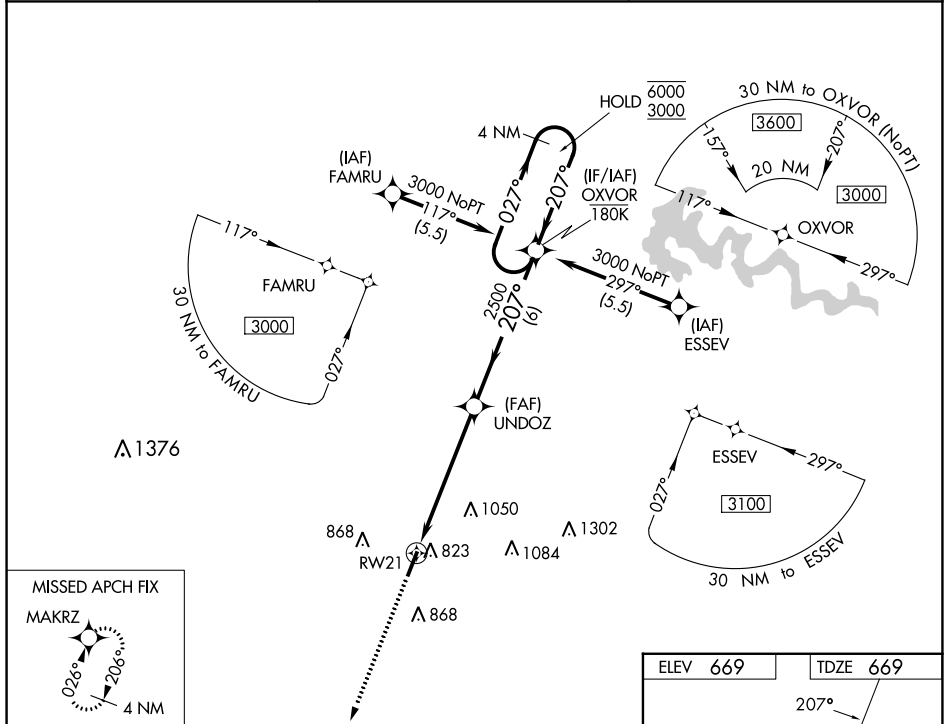 HOLD 6000
3000
4 NM
(IAF)
FAMRU
3000 NoPT
117°
(5.5)
027°
207°
(IF/IAF)
OXVOR
180K
30 NM to OXVOR (NoPT)
3600
157°
207°
20 NM
3000
117°
OXVOR
297°
3000 NoPT
297°
(5.5)
(IAF)
ESSEV
117°
FAMRU
3000
027°
30 NM to FAMRU
2500
207°
(6)
(FAF)
UNDOZ
1376
ESSEV
297°
027°
3100
30 NM to ESSEV
1050
1302
868
RW21
823
1084
868
MISSED APCH FIX
MAKRZ
026°
206°
4 NM
ELEV 669
TDZE 669
207°